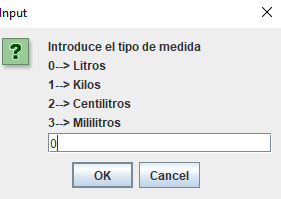 Input
Introduce el tipo de medida
0--> Litros
1--> Kilos
2--> Centilitros
3--> Mililitros
0
OK Cancel